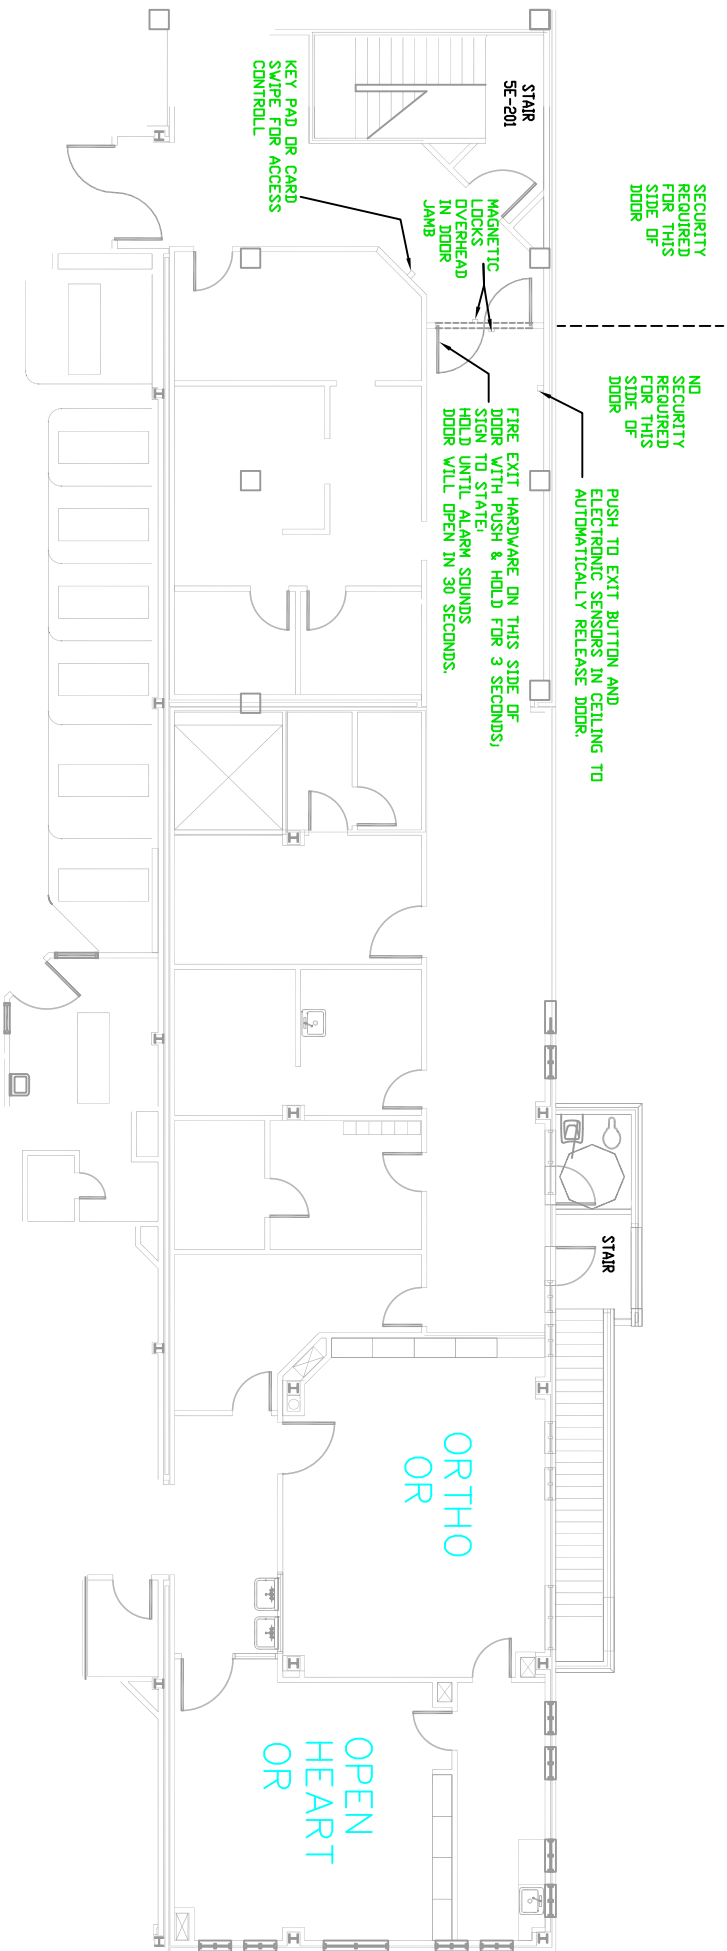 SECURITY
REQUIRED
FOR THIS
SIDE OF
DOOR
NO
SECURITY
REQUIRED
FOR THIS
SIDE OF
DOOR
STAIR
5E-201
PUSH TO EXIT BUTTON AND
ELECTRONIC SENSORS IN CEILING TO
AUTOMATICALLY RELEASE DOOR.
MAGNETIC
LOCKS
OVERHEAD
IN DOOR
JAMB
FIRE EXIT HARDWARE ON THIS SIDE OF
DOOR WITH PUSH & HOLD FOR 3 SECONDS;
SIGN TO STATE:
HOLD UNTIL ALARM SOUNDS
DOOR WILL OPEN IN 30 SECONDS.
KEY PAD OR CARD
SWIPE FOR ACCESS
CONTROLL
STAIR
ORTHO
OR
OPEN
HEART
OR